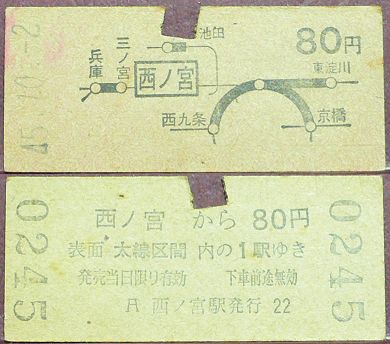 45.10.-2
池田
80円
三ノ宮
兵庫
西ノ宮
東淀川
西九条
京橋
0245
西ノ宮 から 80円
表面 太線区間 内の1駅ゆき
発売当日限り有効 下車前途無効
西ノ宮駅発行 22
0245